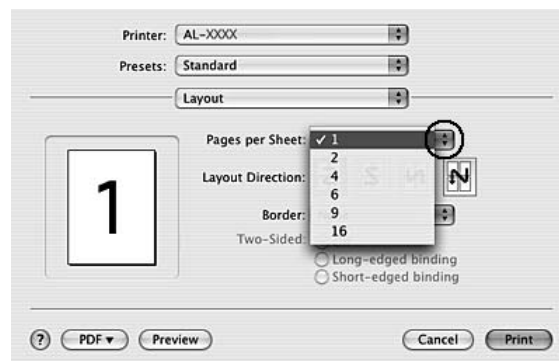 Printer: AL-XXXX
Presets: Standard
Layout
Pages per Sheet: ✓ 1
2
Layout Direction: 4
6
Border: 9
Two-Sided: 16
Long-edged binding
Short-edged binding
1
? PDF▼ Preview Cancel Print